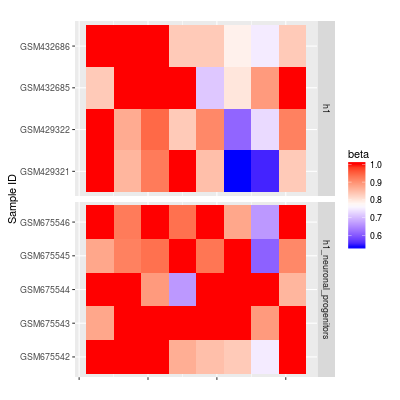 Sample ID
GSM432686
GSM432685
GSM429322
GSM429321
h1
GSM675546
GSM675545
GSM675544
GSM675543
GSM675542
h1_neuronal_progenitors
beta
1.0
0.9
0.8
0.7
0.6